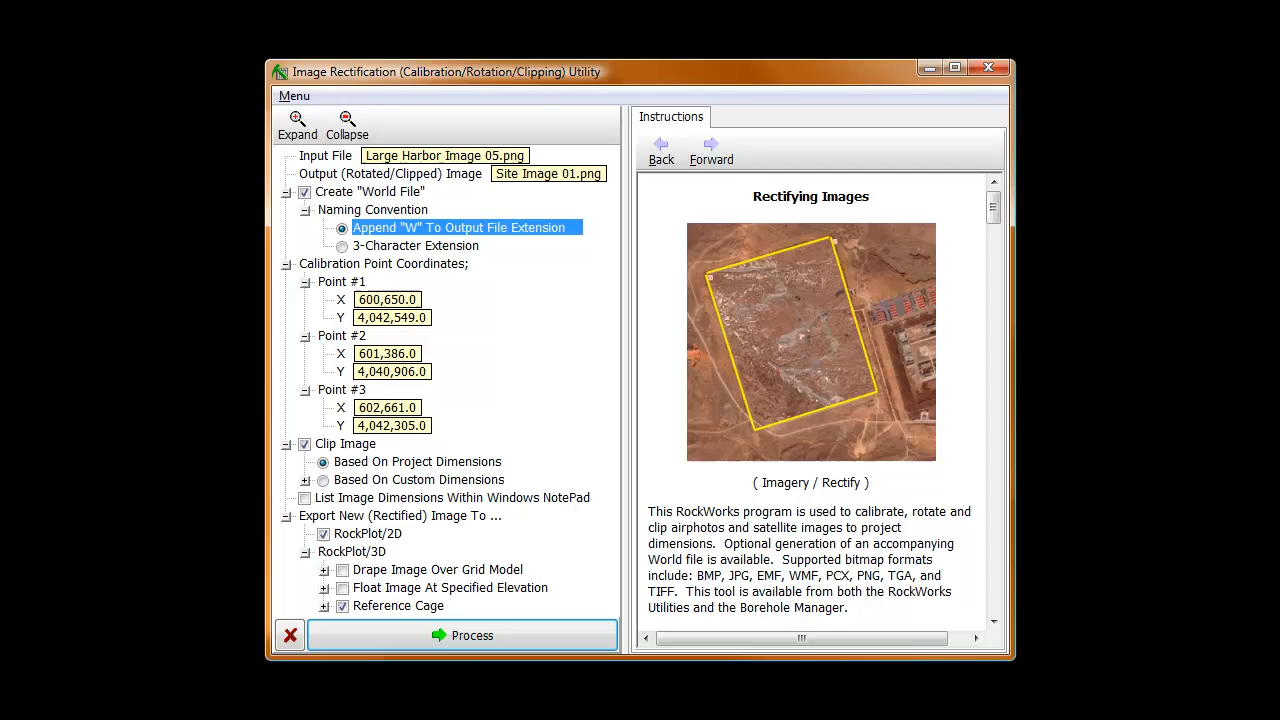 Image Rectification (Calibration/Rotation/Clipping) Utility
Menu
Expand Collapse
Input File Large Harbor Image 05.png
Output (Rotated/Clipped) Image Site Image 01.png
Create "World File"
Naming Convention
Append "W" To Output File Extension
3-Character Extension
Calibration Point Coordinates;
Point #1
X 600,650.0
Y 4,042,549.0
Point #2
X 601,386.0
Y 4,040,906.0
Point #3
X 602,661.0
Y 4,042,305.0
Clip Image
Based On Project Dimensions
Based On Custom Dimensions
List Image Dimensions Within Windows NotePad
Export New (Rectified) Image To ...
RockPlot/2D
RockPlot/3D
Drape Image Over Grid Model
Float Image At Specified Elevation
Reference Cage
Process
Instructions
Back Forward
Rectifying Images
( Imagery / Rectify )
This RockWorks program is used to calibrate, rotate and
clip airphotos and satellite images to project
dimensions. Optional generation of an accompanying
World file is available. Supported bitmap formats
include: BMP, JPG, EMF, WMF, PCX, PNG, TGA, and
TIFF. This tool is available from both the RockWorks
Utilities and the Borehole Manager.